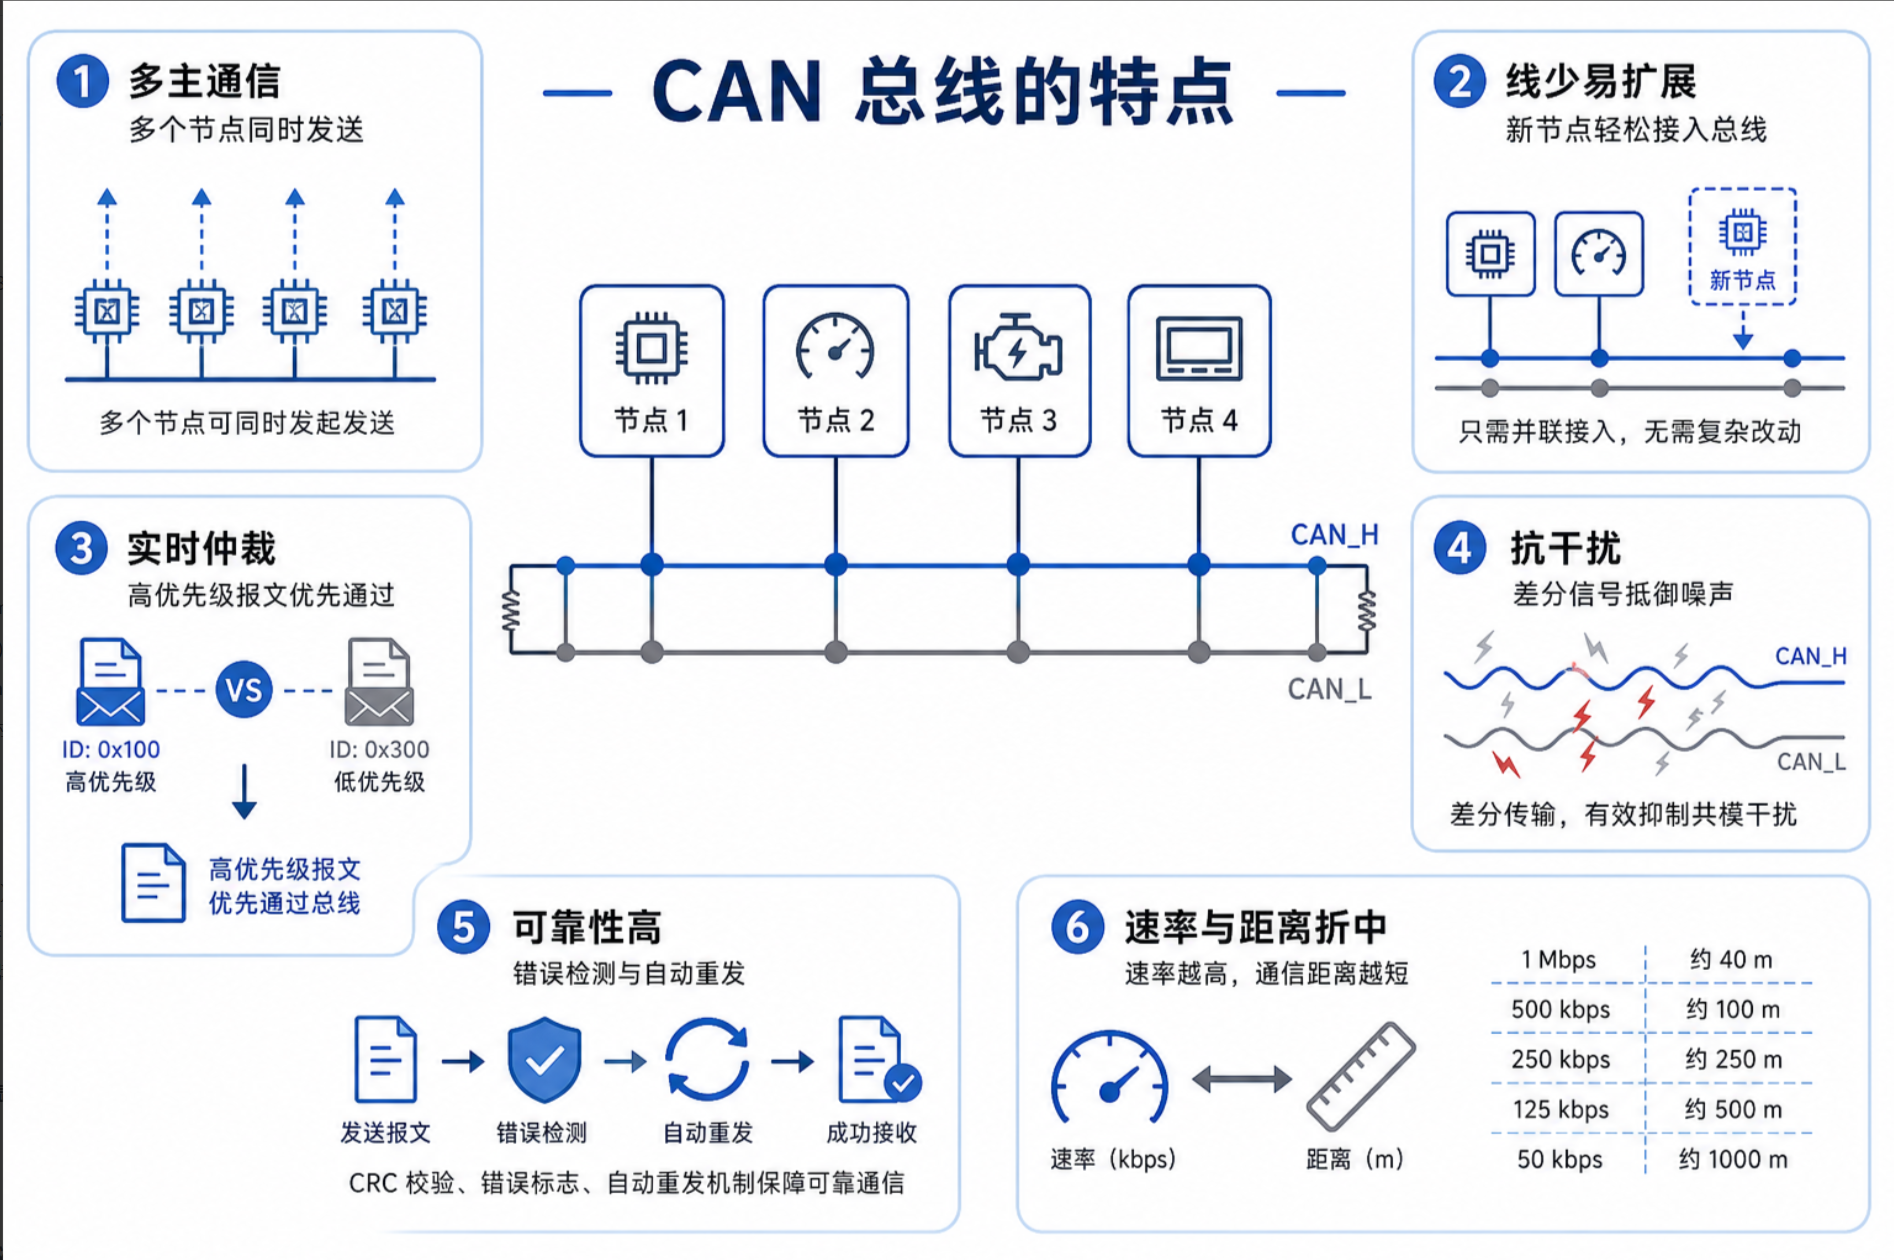 CAN 总线的特点
1 多主通信
多个节点同时发送
多个节点可同时发起发送
2 线少易扩展
新节点轻松接入总线
新节点
只需并联接入，无需复杂改动
节点 1
节点 2
节点 3
节点 4
CAN_H
CAN_L
3 实时仲裁
高优先级报文优先通过
VS
ID: 0x100
高优先级
ID: 0x300
低优先级
高优先级报文
优先通过总线
4 抗干扰
差分信号抵御噪声
CAN_H
CAN_L
差分传输，有效抑制共模干扰
5 可靠性高
错误检测与自动重发
发送报文
错误检测
自动重发
成功接收
CRC 校验、错误标志、自动重发机制保障可靠通信
6 速率与距离折中
速率越高，通信距离越短
速率（kbps）
距离（m）
1 Mbps 约 40 m
500 kbps 约 100 m
250 kbps 约 250 m
125 kbps 约 500 m
50 kbps 约 1000 m